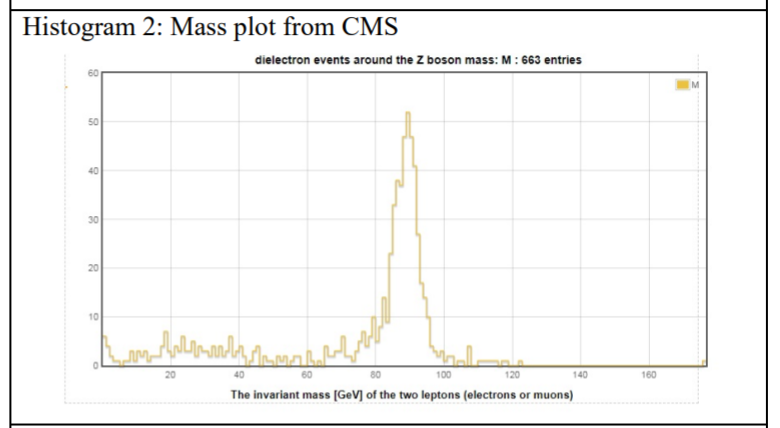 Histogram 2: Mass plot from CMS
dielectron events around the Z boson mass: M : 663 entries
M
60
50
40
30
20
10
0
20 40 60 80 100 120 140 160
The invariant mass [GeV] of the two leptons (electrons or muons)